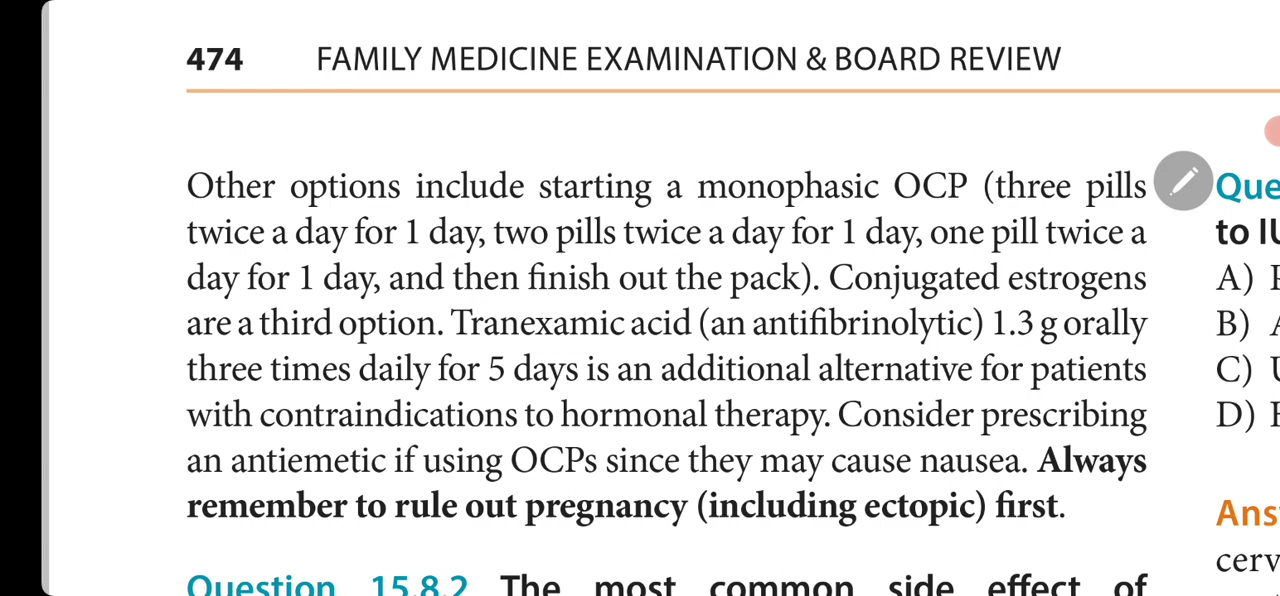 474 FAMILY MEDICINE EXAMINATION & BOARD REVIEW
Other options include starting a monophasic OCP (three pills
twice a day for 1 day, two pills twice a day for 1 day, one pill twice a
day for 1 day, and then finish out the pack). Conjugated estrogens
are a third option. Tranexamic acid (an antifibrinolytic) 1.3 g orally
three times daily for 5 days is an additional alternative for patients
with contraindications to hormonal therapy. Consider prescribing
an antiemetic if using OCPs since they may cause nausea. Always
remember to rule out pregnancy (including ectopic) first.
Question 15.8.2 The most common side effect of
to
A)
B)
C)
D)